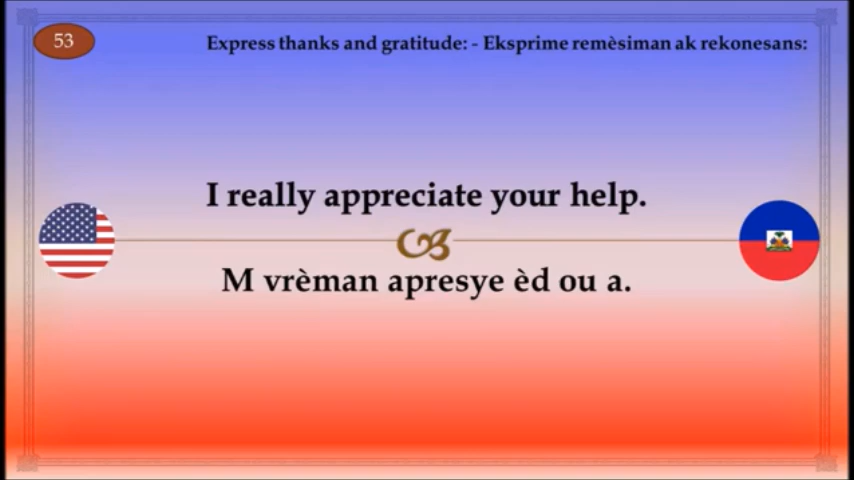 53
Express thanks and gratitude: - Eksprime remèsiman ak rekonesans:
I really appreciate your help.
M vrèman apresye èd ou a.